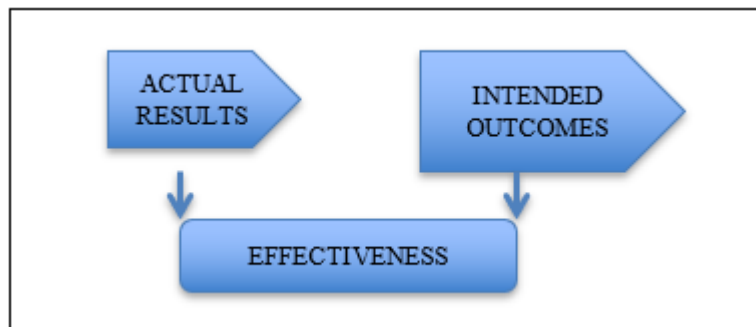 ACTUAL
RESULTS
INTENDED
OUTCOMES
EFFECTIVENESS